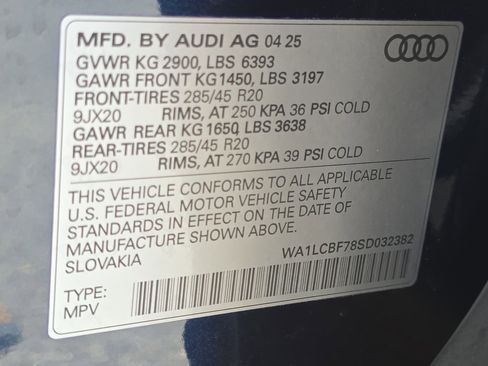 MFD. BY AUDI AG 04 25
GVWR KG 2900, LBS 6393
GAWR FRONT KG1450, LBS 3197
FRONT-TIRES 285/45 R20
9JX20 RIMS, AT 250 KPA 36 PSI COLD
GAWR REAR KG 1650, LBS 3638
REAR-TIRES 285/45 R20
9JX20 RIMS, AT 270 KPA 39 PSI COLD
THIS VEHICLE CONFORMS TO ALL APPLICABLE
U.S. FEDERAL MOTOR VEHICLE SAFETY
STANDARDS IN EFFECT ON THE DATE OF
MANUFACTURE SHOWN ABOVE.
SLOVAKIA WA1LCBF78SD032382
TYPE:
MPV